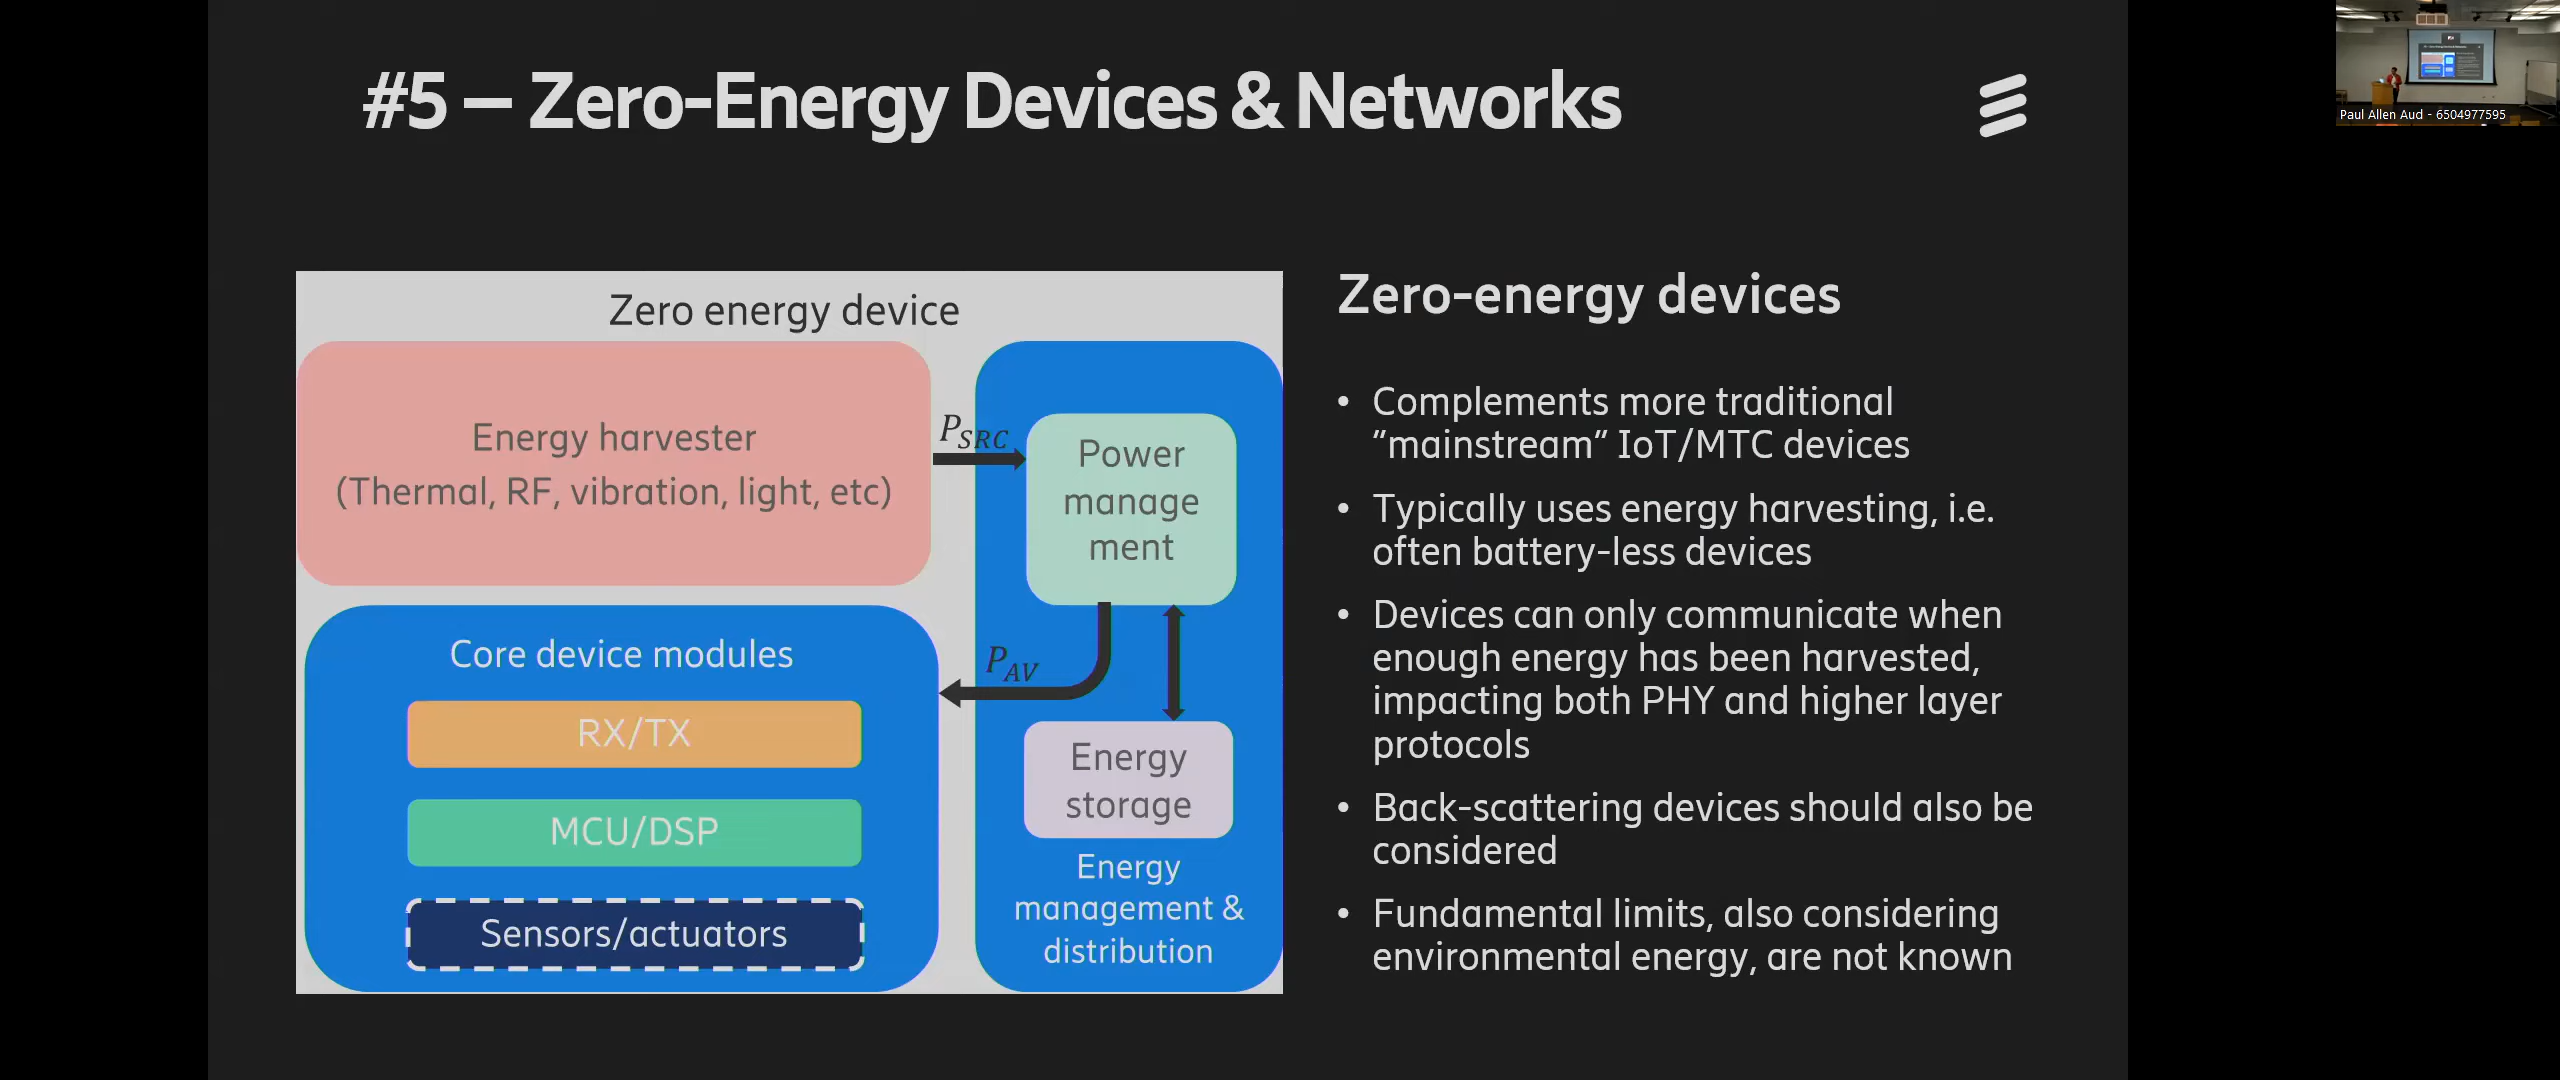 #5 – Zero-Energy Devices & Networks
Paul Allen Aud - 6504977595
Zero energy device
Energy harvester
(Thermal, RF, vibration, light, etc)
P_SRC
Power
manage
ment
Core device modules
P_AV
RX/TX
MCU/DSP
Sensors/actuators
Energy
storage
Energy
management &
distribution
Zero-energy devices
• Complements more traditional
”mainstream” IoT/MTC devices
• Typically uses energy harvesting, i.e.
often battery-less devices
• Devices can only communicate when
enough energy has been harvested,
impacting both PHY and higher layer
protocols
• Back-scattering devices should also be
considered
• Fundamental limits, also considering
environmental energy, are not known